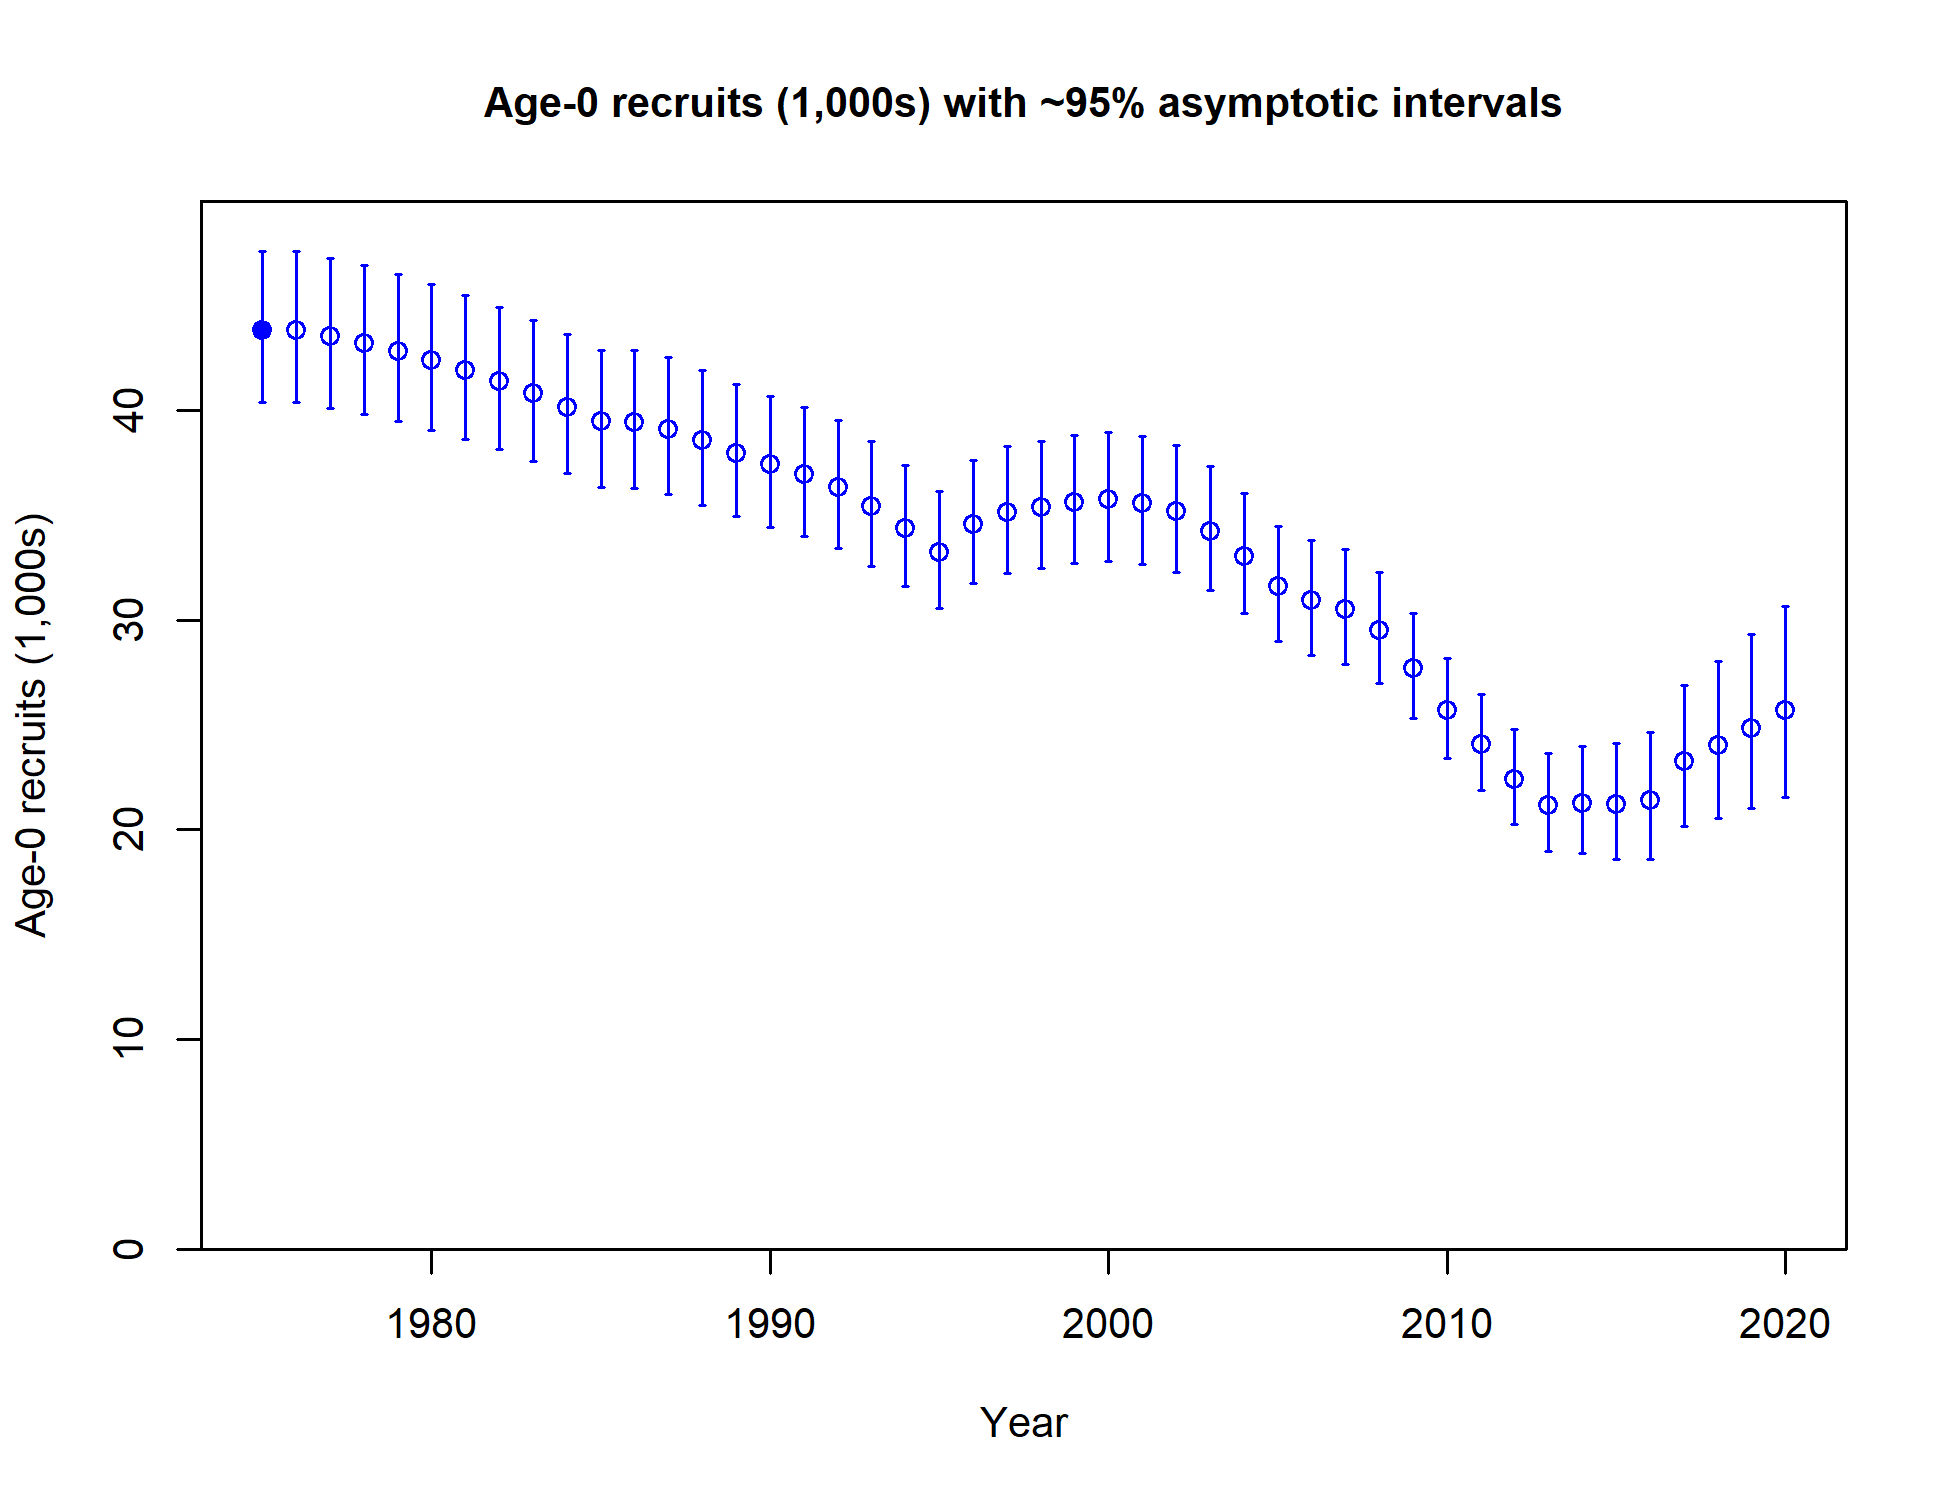 Age-0 recruits (1,000s) with ~95% asymptotic intervals
Age-0 recruits (1,000s)
40
30
20
10
0
1980 1990 2000 2010 2020
Year